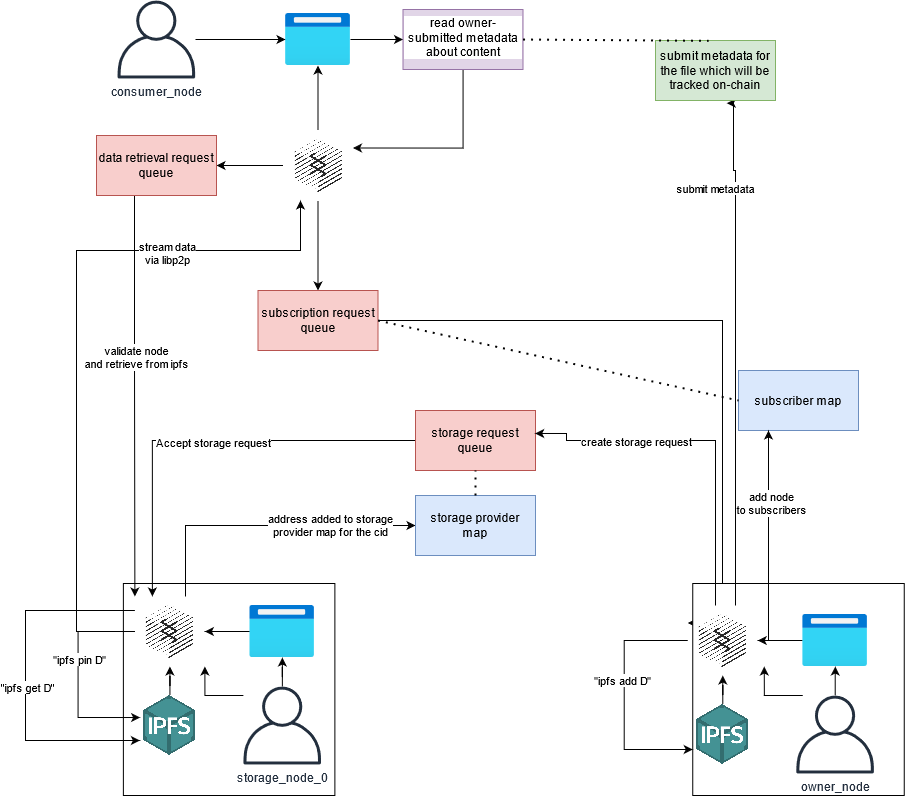 read owner-
submitted metadata
about content
submit metadata for
the file which will be
tracked on-chain
consumer_node
data retrieval request
queue
submit metadata
stream data
via libp2p
subscription request
queue
validate node
and retrieve from ipfs
subscriber map
storage request
queue
Accept storage request
create storage request
add node
to subscribers
address added to storage
provider map for the cid
storage provider
map
"ipfs pin D"
"ipfs get D"
IPFS
storage_node_0
"ipfs add D"
IPFS
owner_node